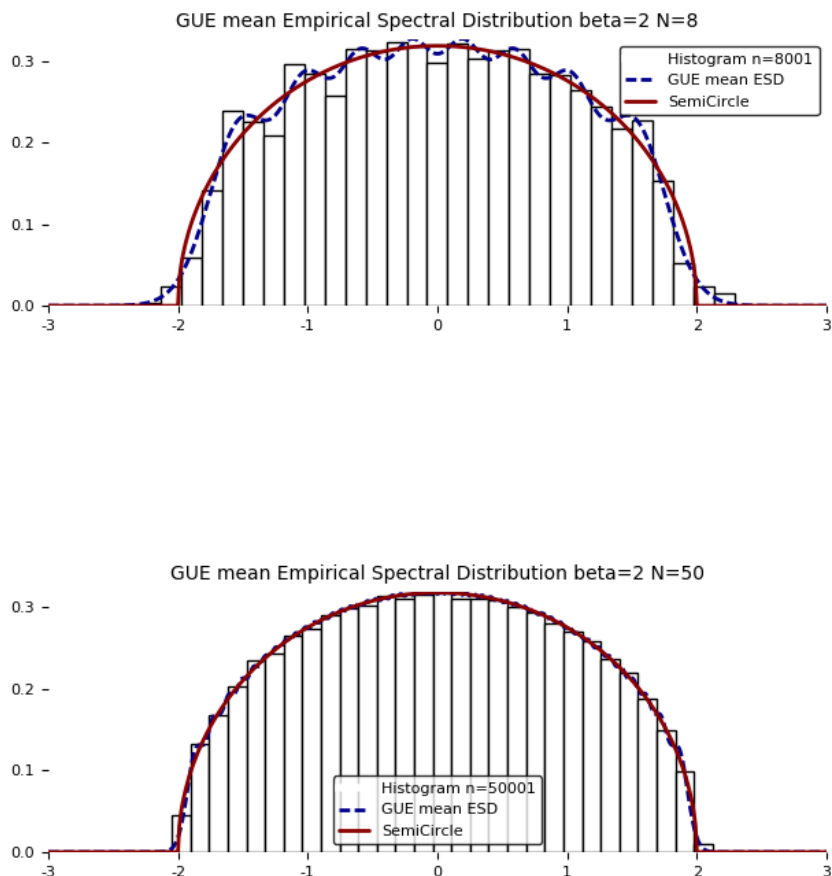 GUE mean Empirical Spectral Distribution beta=2 N=8
0.3
Histogram n=8001
GUE mean ESD
SemiCircle
0.2
0.1
0.0
-3 -2 -1 0 1 2 3
GUE mean Empirical Spectral Distribution beta=2 N=50
0.3
0.2
0.1
Histogram n=50001
GUE mean ESD
SemiCircle
0.0
-3 -2 -1 0 1 2 3